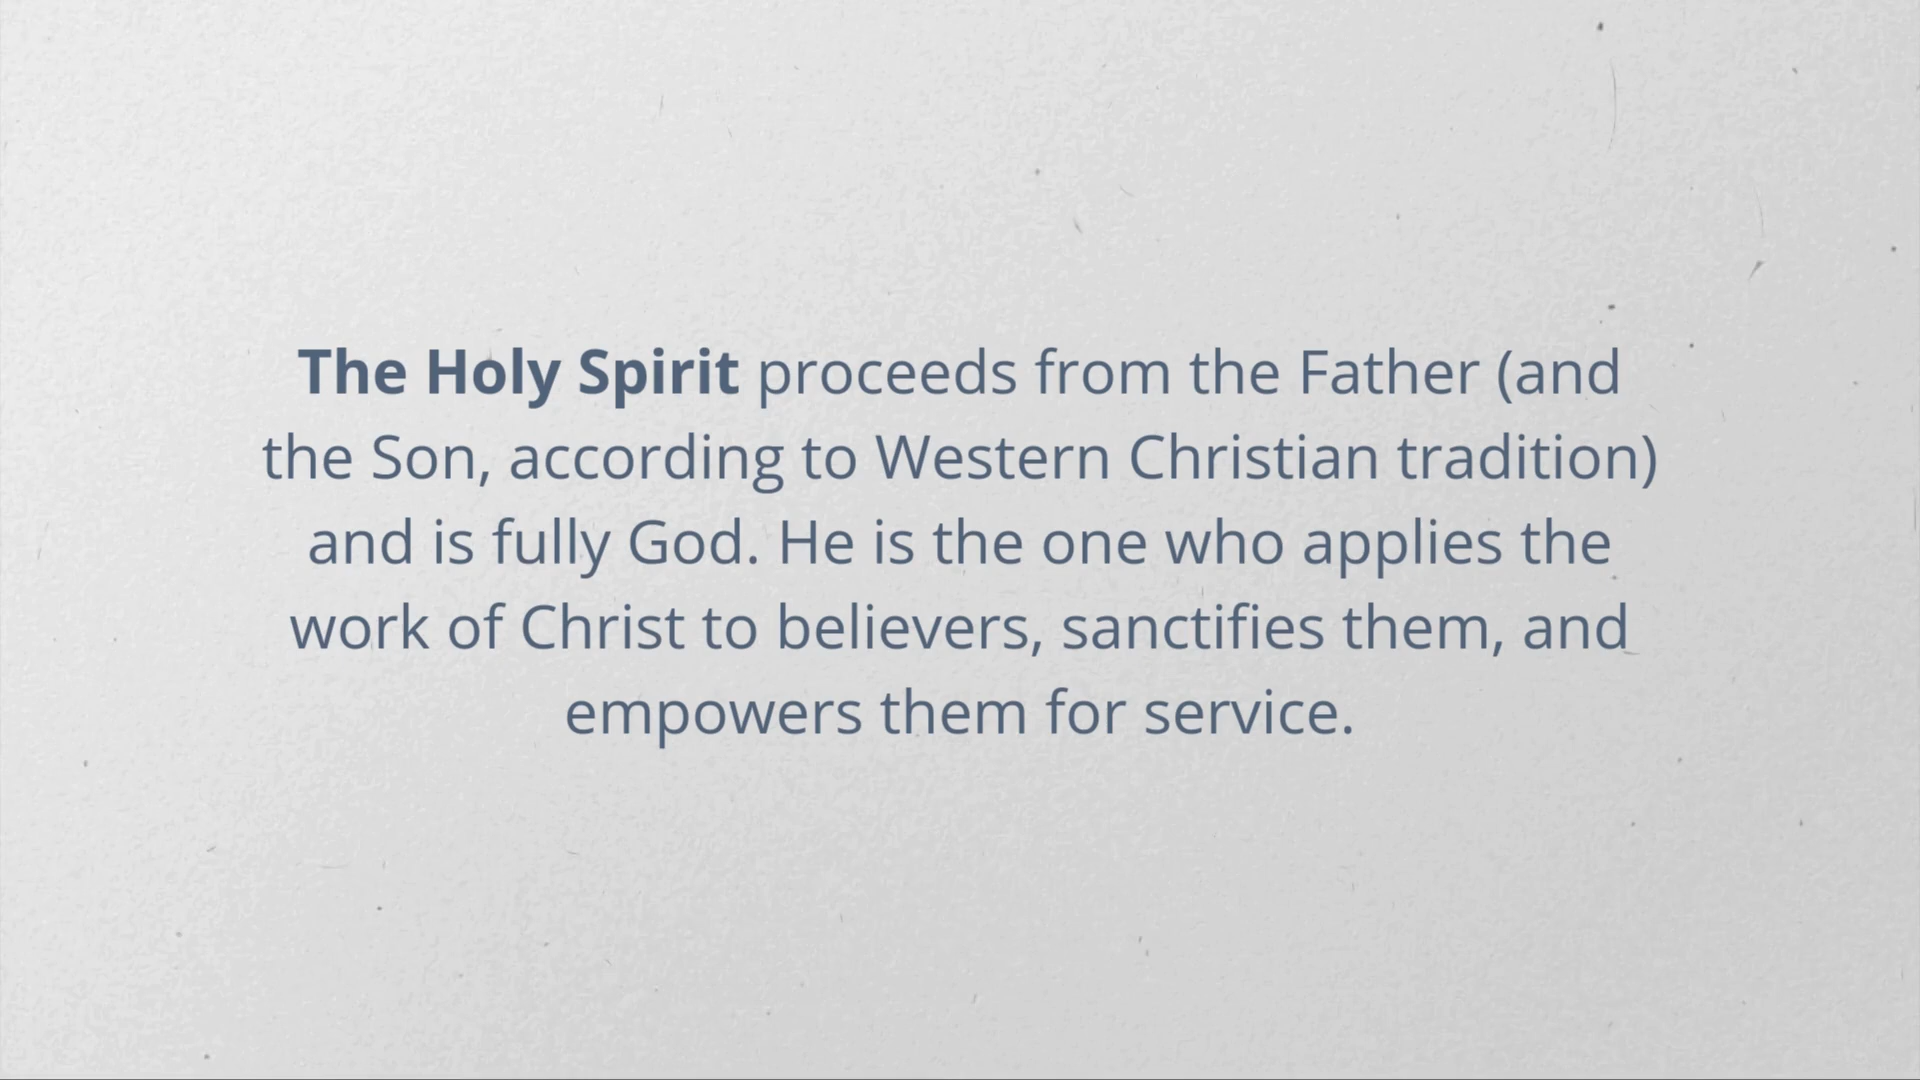 The Holy Spirit proceeds from the Father (and
the Son, according to Western Christian tradition)
and is fully God. He is the one who applies the
work of Christ to believers, sanctifies them, and
empowers them for service.